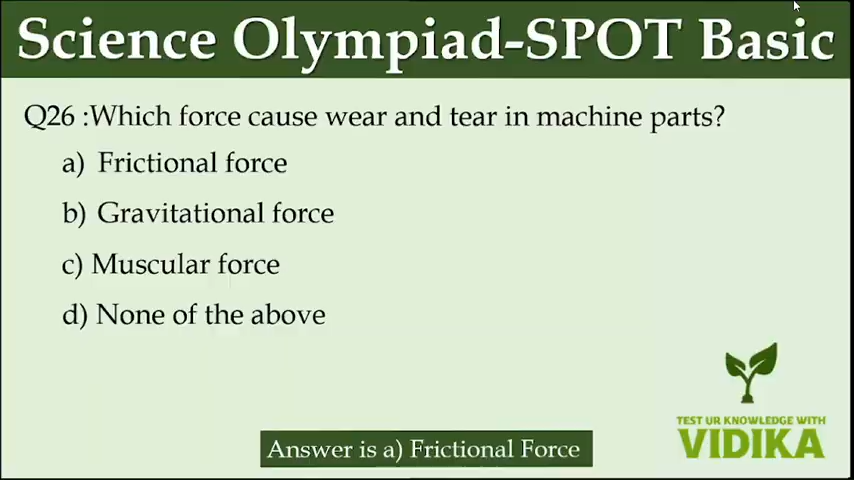 Science Olympiad-SPOT Basic
Q26 :Which force cause wear and tear in machine parts?
a) Frictional force
b) Gravitational force
c) Muscular force
d) None of the above
TEST UR KNOWLEDGE WITH
VIDIKA
Answer is a) Frictional Force